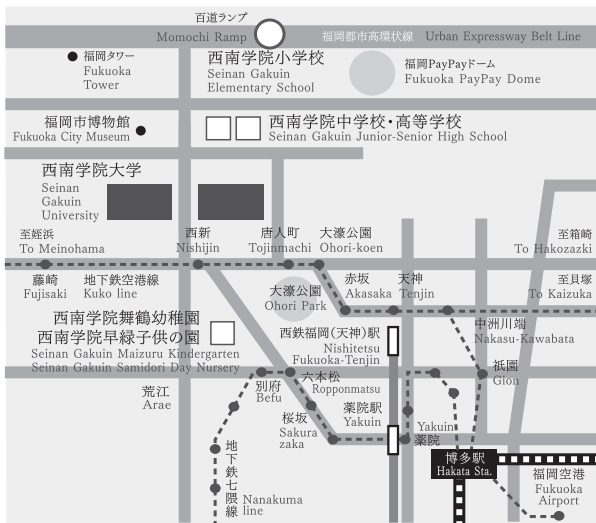 百道ランプ
Momochi Ramp
福岡都市高環状線 Urban Expressway Belt Line
福岡タワー
Fukuoka
Tower
西南学院小学校
Seinan Gakuin
Elementary School
福岡PayPayドーム
Fukuoka PayPay Dome
福岡市博物館
Fukuoka City Museum
西南学院中学校・高等学校
Seinan Gakuin Junior-Senior High School
西南学院大学
Seinan
Gakuin
University
至姪浜
To Meinohama
西新
Nishijin
唐人町
Tojinmachi
大濠公園
Ohori-koen
至箱崎
To Hakozaki
藤崎
Fujisaki
地下鉄空港線
Kuko line
大濠公園
Ohori Park
赤坂
Akasaka
天神
Tenjin
至貝塚
To Kaizuka
西南学院舞鶴幼稚園
西南学院早緑子供の園
Seinan Gakuin Maizuru Kindergarten
Seinan Gakuin Samidori Day Nursery
西鉄福岡(天神)駅
Nishitetsu
Fukuoka-Tenjin
中洲川端
Nakasu-Kawabata
祇園
Gion
荒江
Arae
別府
Befu
六本松
Ropponmatsu
桜坂
Sakura
zaka
薬院駅
Yakuin
Yakuin
薬院
博多駅
Hakata Sta.
地下鉄七隈線
Nanakuma
line
福岡空港
Fukuoka
Airport